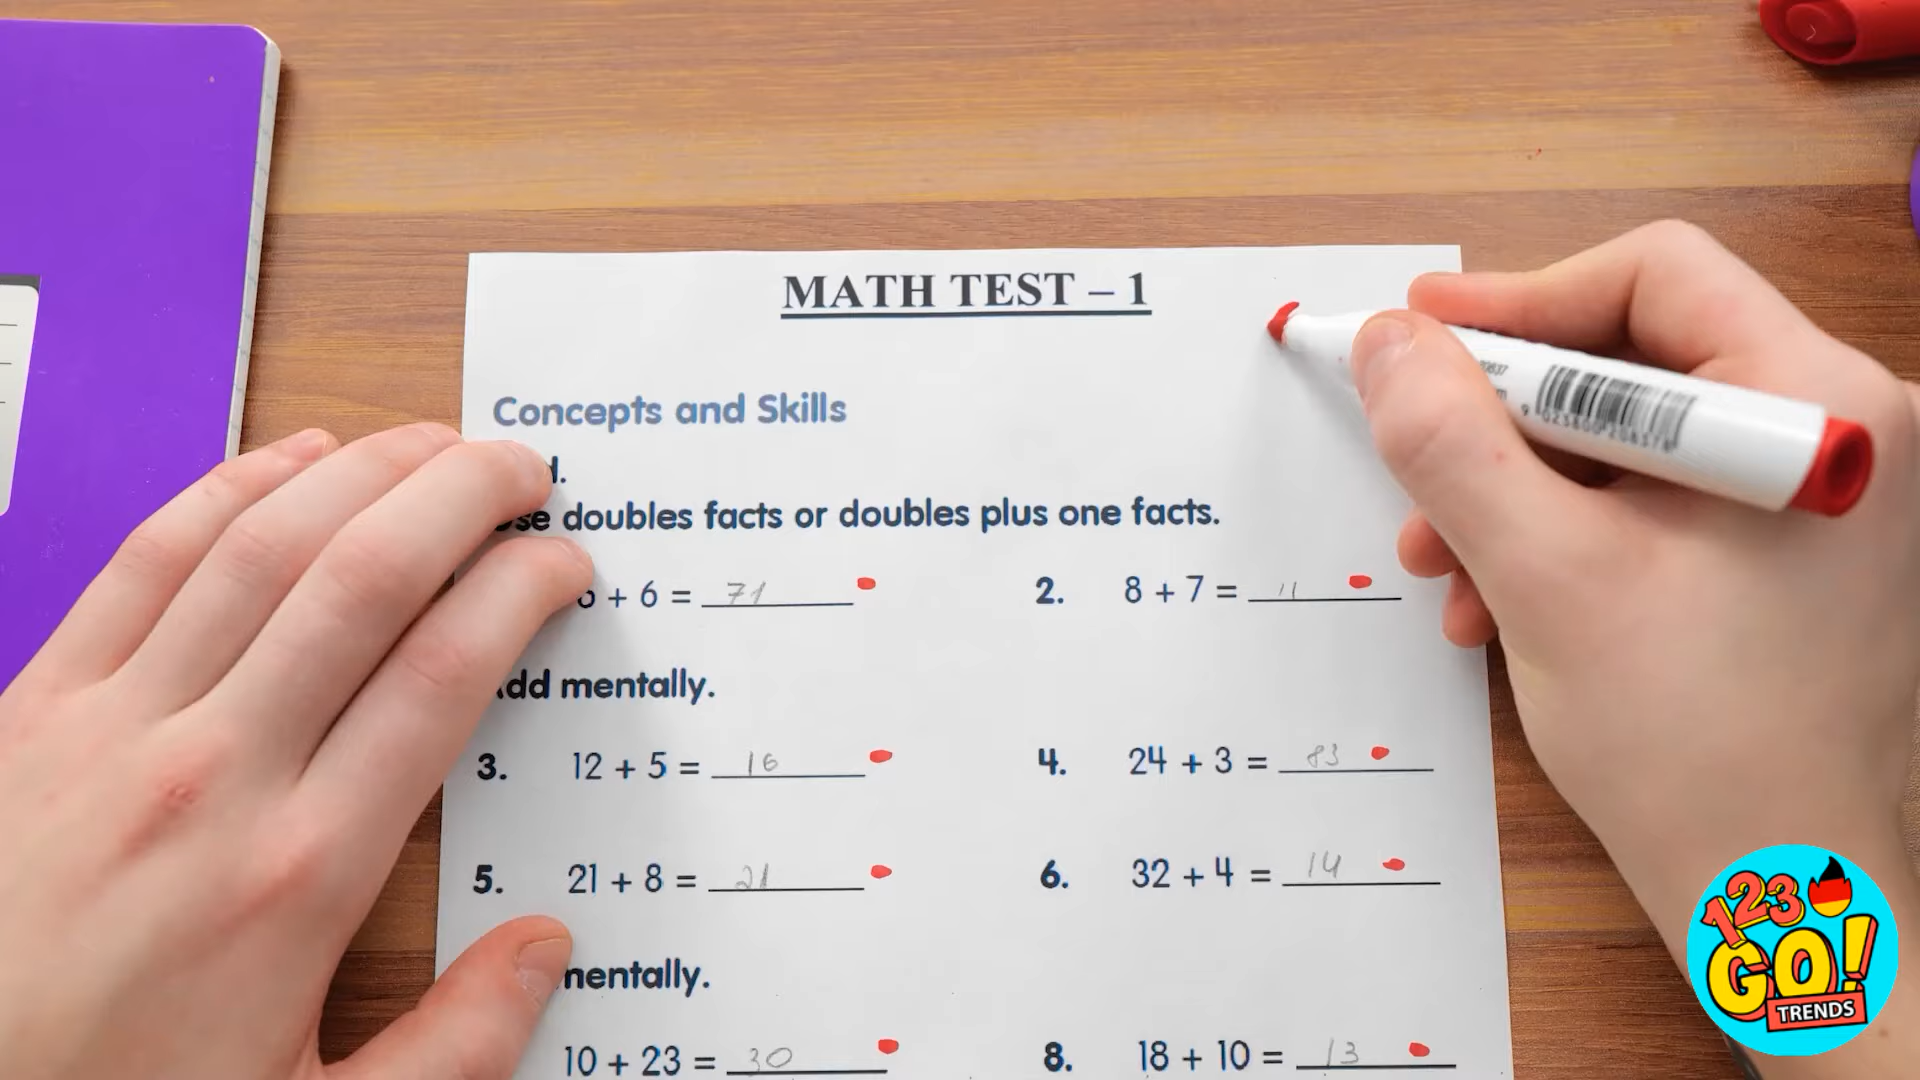 MATH TEST – 1
Concepts and Skills
doubles facts or doubles plus one facts.
+ 6 = 71
2. 8 + 7 = 11
dd mentally.
3. 12 + 5 = 16
4. 24 + 3 = 83
5. 21 + 8 = 21
6. 32 + 4 = 14
mentally.
10 + 23 = 30
8. 18 + 10 = 13
123
GO!
TRENDS